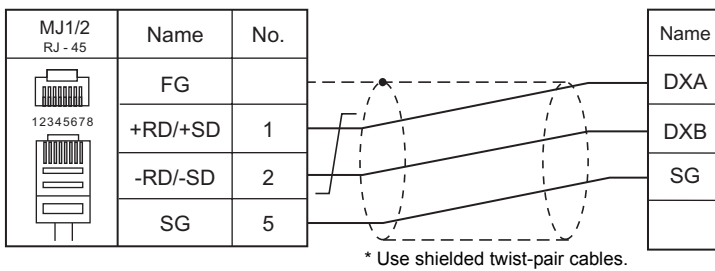 MJ1/2
RJ - 45
Name
No.
Name
FG
DXA
12345678
+RD/+SD
1
DXB
-RD/-SD
2
SG
SG
5
* Use shielded twist-pair cables.